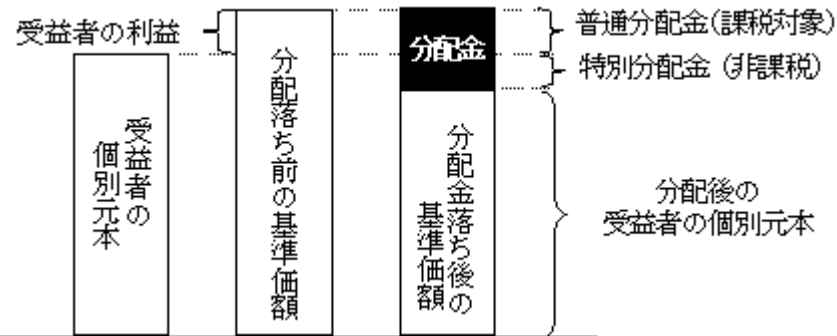 受益者の利益
普通分配金(課税対象)
分配金
特別分配金 (非課税)
受益者の
個別元本
分配落ち前の基準価額
分配金落ち後の
基準価額
分配後の
受益者の個別元本